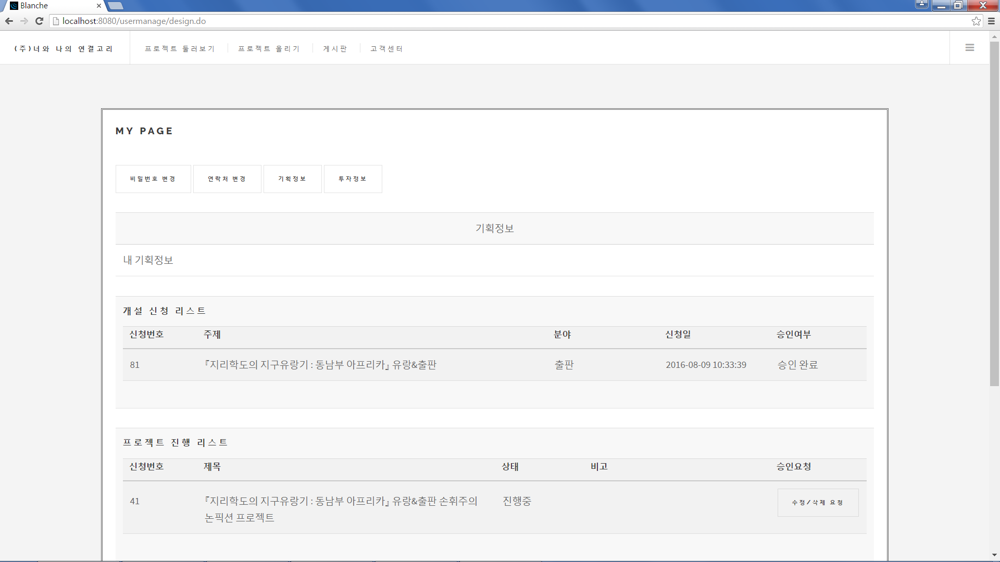 Blanche
localhost:8080/usermanage/design.do
(주)너와 나의 연결고리
프로젝트 둘러보기
프로젝트 올리기
게시판
고객센터
MY PAGE
비밀번호 변경
연락처 변경
기획정보
투자정보
기획정보
내 기획정보
개설 신청 리스트
신청번호 주제 분야 신청일 승인여부
81 『지리학도의 지구유랑기 : 동남부 아프리카』 유랑&출판 출판 2016-08-09 10:33:39 승인 완료
프로젝트 진행 리스트
신청번호 제목 상태 비고 승인요청
41 『지리학도의 지구유랑기 : 동남부 아프리카』 유랑&출판 손휘주의 진행중 수정/삭제 요청
논픽션 프로젝트